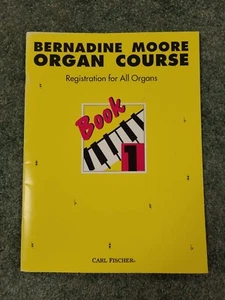 BERNADINE MOORE
ORGAN COURSE
Registration for All Organs
Book
1
CARL FISCHER®